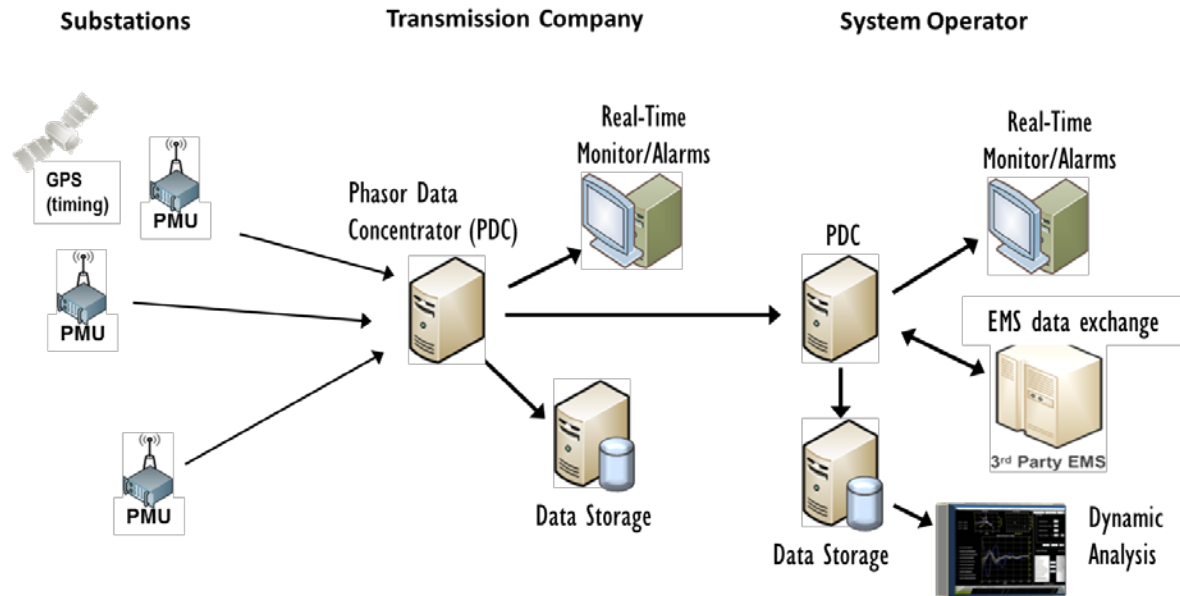 Substations
Transmission Company
System Operator
GPS
(timing)
PMU
PMU
PMU
Phasor Data
Concentrator (PDC)
Real-Time
Monitor/Alarms
Data Storage
PDC
Real-Time
Monitor/Alarms
EMS data exchange
3rd Party EMS
Data Storage
Dynamic
Analysis